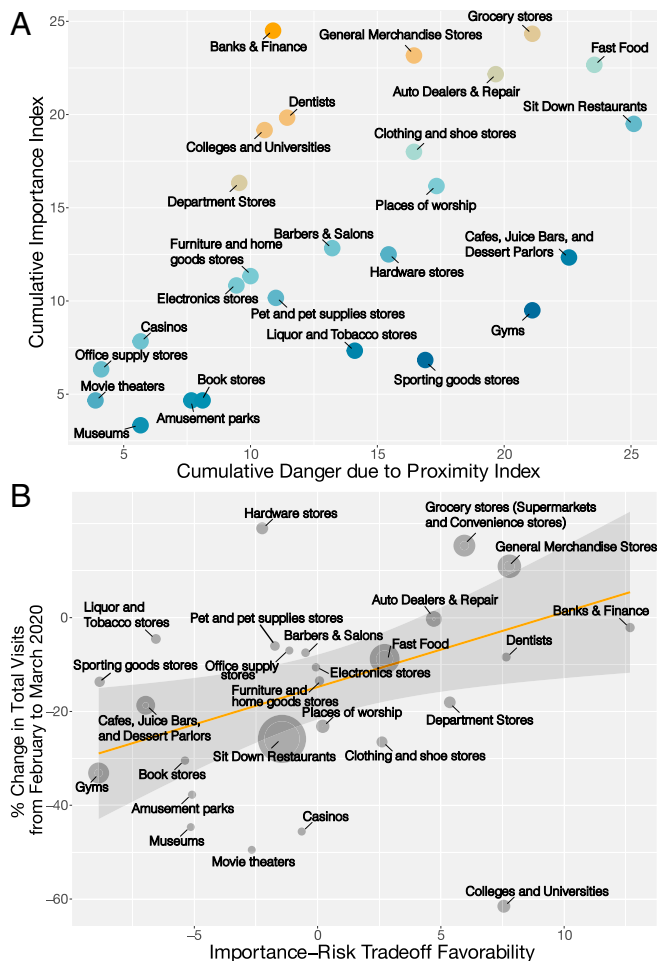 A
Cumulative Importance Index
25
20
15
10
5
Banks & Finance
General Merchandise Stores
Grocery stores
Fast Food
Auto Dealers & Repair
Dentists
Sit Down Restaurants
Colleges and Universities
Clothing and shoe stores
Department Stores
Places of worship
Barbers & Salons
Cafes, Juice Bars, and
Dessert Parlors
Furniture and home
goods stores
Hardware stores
Electronics stores
Pet and pet supplies stores
Casinos
Liquor and Tobacco stores
Gyms
Office supply stores
Movie theaters
Book stores
Sporting goods stores
Amusement parks
Museums
5
10
15
20
25
Cumulative Danger due to Proximity Index
B
% Change in Total Visits
from February to March 2020
0
−20
−40
−60
Hardware stores
Grocery stores (Supermarkets
and Convenience stores)
General Merchandise Stores
Liquor and
Tobacco stores
Pet and pet supplies stores
Auto Dealers & Repair
Banks & Finance
Barbers & Salons
Fast Food
Dentists
Sporting goods stores
Office supply
stores
Electronics stores
Furniture and
home goods stores
Cafes, Juice Bars,
and Dessert Parlors
Places of worship
Department Stores
Sit Down Restaurants
Clothing and shoe stores
Book stores
Gyms
Amusement parks
Museums
Casinos
Movie theaters
Colleges and Universities
−5
0
5
10
Importance−Risk Tradeoff Favorability